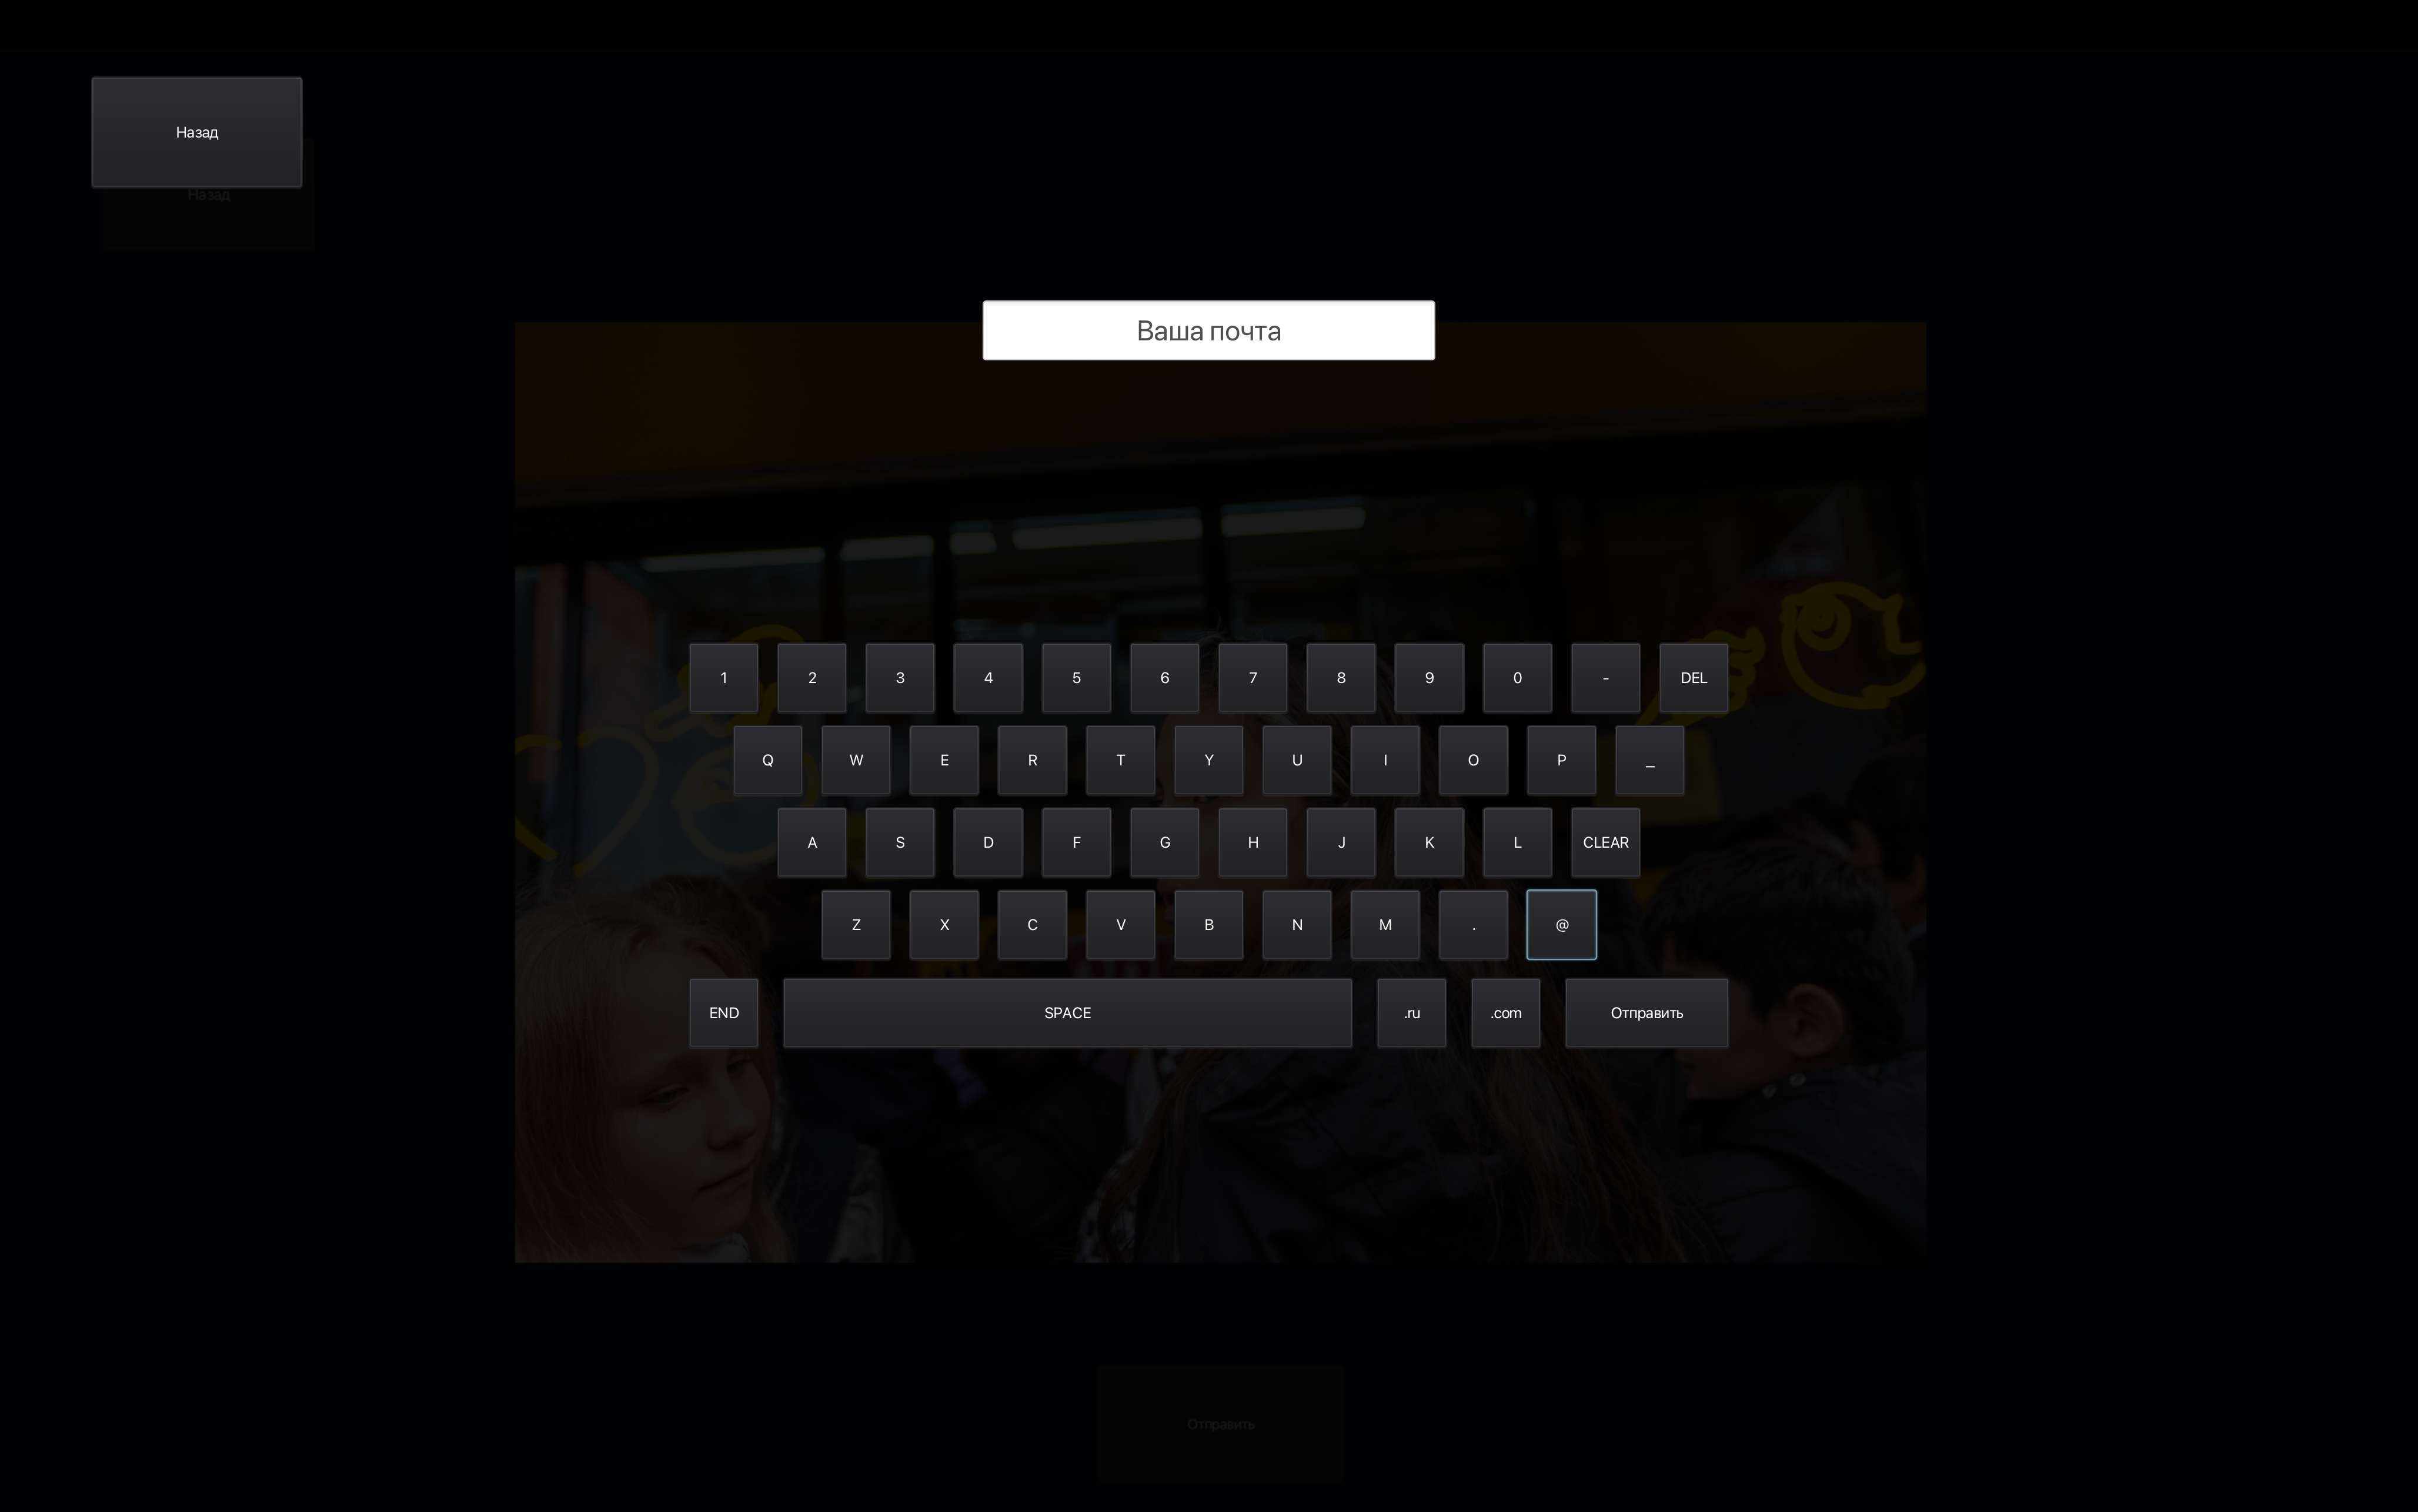 Назад
Назад
Ваша почта
1 2 3 4 5 6 7 8 9 0 - DEL
Q W E R T Y U I O P _
A S D F G H J K L CLEAR
Z X C V B N M . @
END SPACE .ru .com Отправить
Отправить